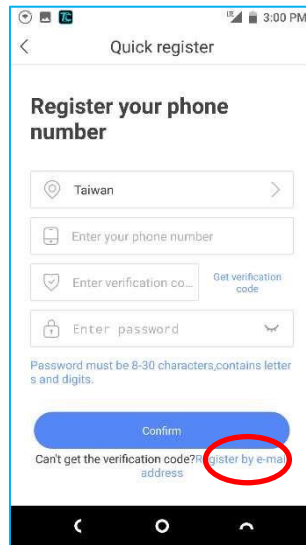 TC
LTE
3:00 PM
Quick register
Register your phone
number
Taiwan
Enter your phone number
Enter verification co...
Get verification
code
Enter password
Password must be 8-30 characters,contains letter
s and digits.
Confirm
Can't get the verification code?Register by e-mail
address